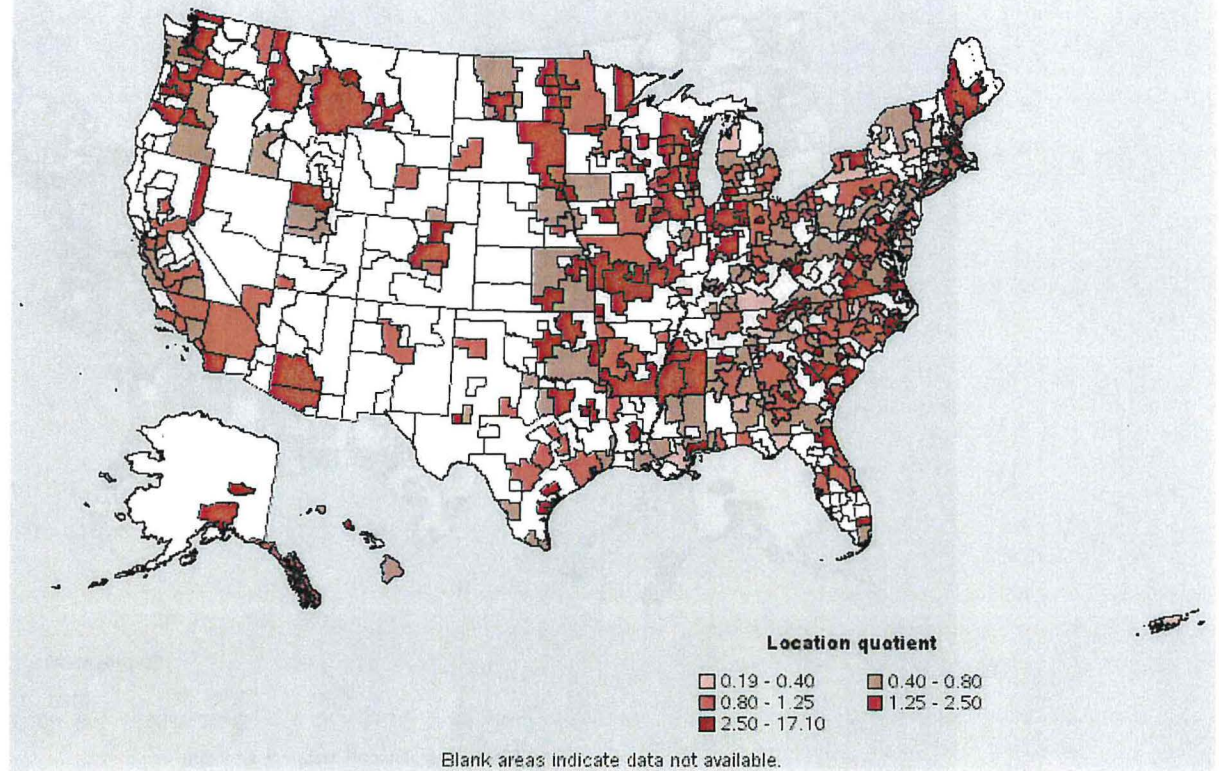 Location quotient
0.19 - 0.40 0.40 - 0.80
0.80 - 1.25 1.25 - 2.50
2.50 - 17.10
Blank areas indicate data not available.